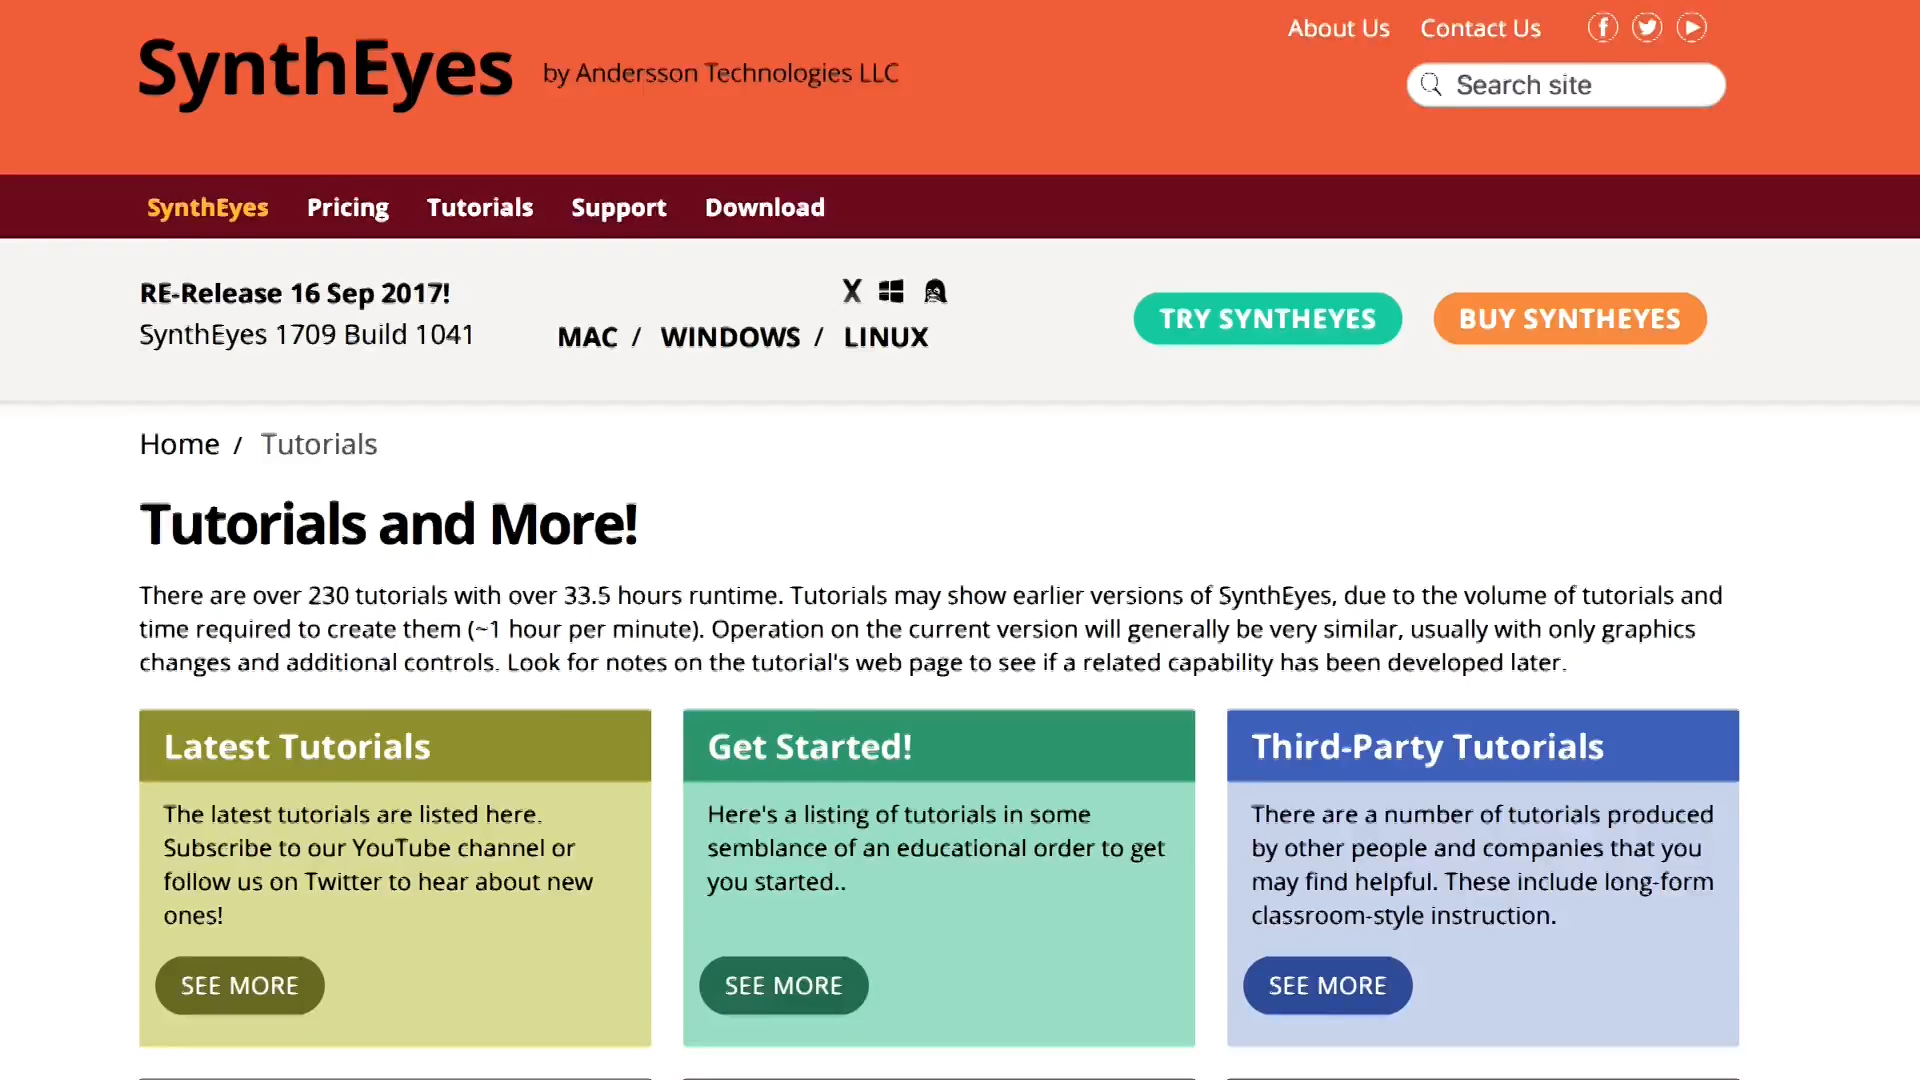 About Us Contact Us
SynthEyes by Andersson Technologies LLC
Search site
SynthEyes Pricing Tutorials Support Download
RE-Release 16 Sep 2017!
SynthEyes 1709 Build 1041
MAC / WINDOWS / LINUX
TRY SYNTHEYES BUY SYNTHEYES
Home / Tutorials
Tutorials and More!
There are over 230 tutorials with over 33.5 hours runtime. Tutorials may show earlier versions of SynthEyes, due to the volume of tutorials and
time required to create them (~1 hour per minute). Operation on the current version will generally be very similar, usually with only graphics
changes and additional controls. Look for notes on the tutorial's web page to see if a related capability has been developed later.
Latest Tutorials
The latest tutorials are listed here.
Subscribe to our YouTube channel or
follow us on Twitter to hear about new
ones!
SEE MORE
Get Started!
Here's a listing of tutorials in some
semblance of an educational order to get
you started..
SEE MORE
Third-Party Tutorials
There are a number of tutorials produced
by other people and companies that you
may find helpful. These include long-form
classroom-style instruction.
SEE MORE